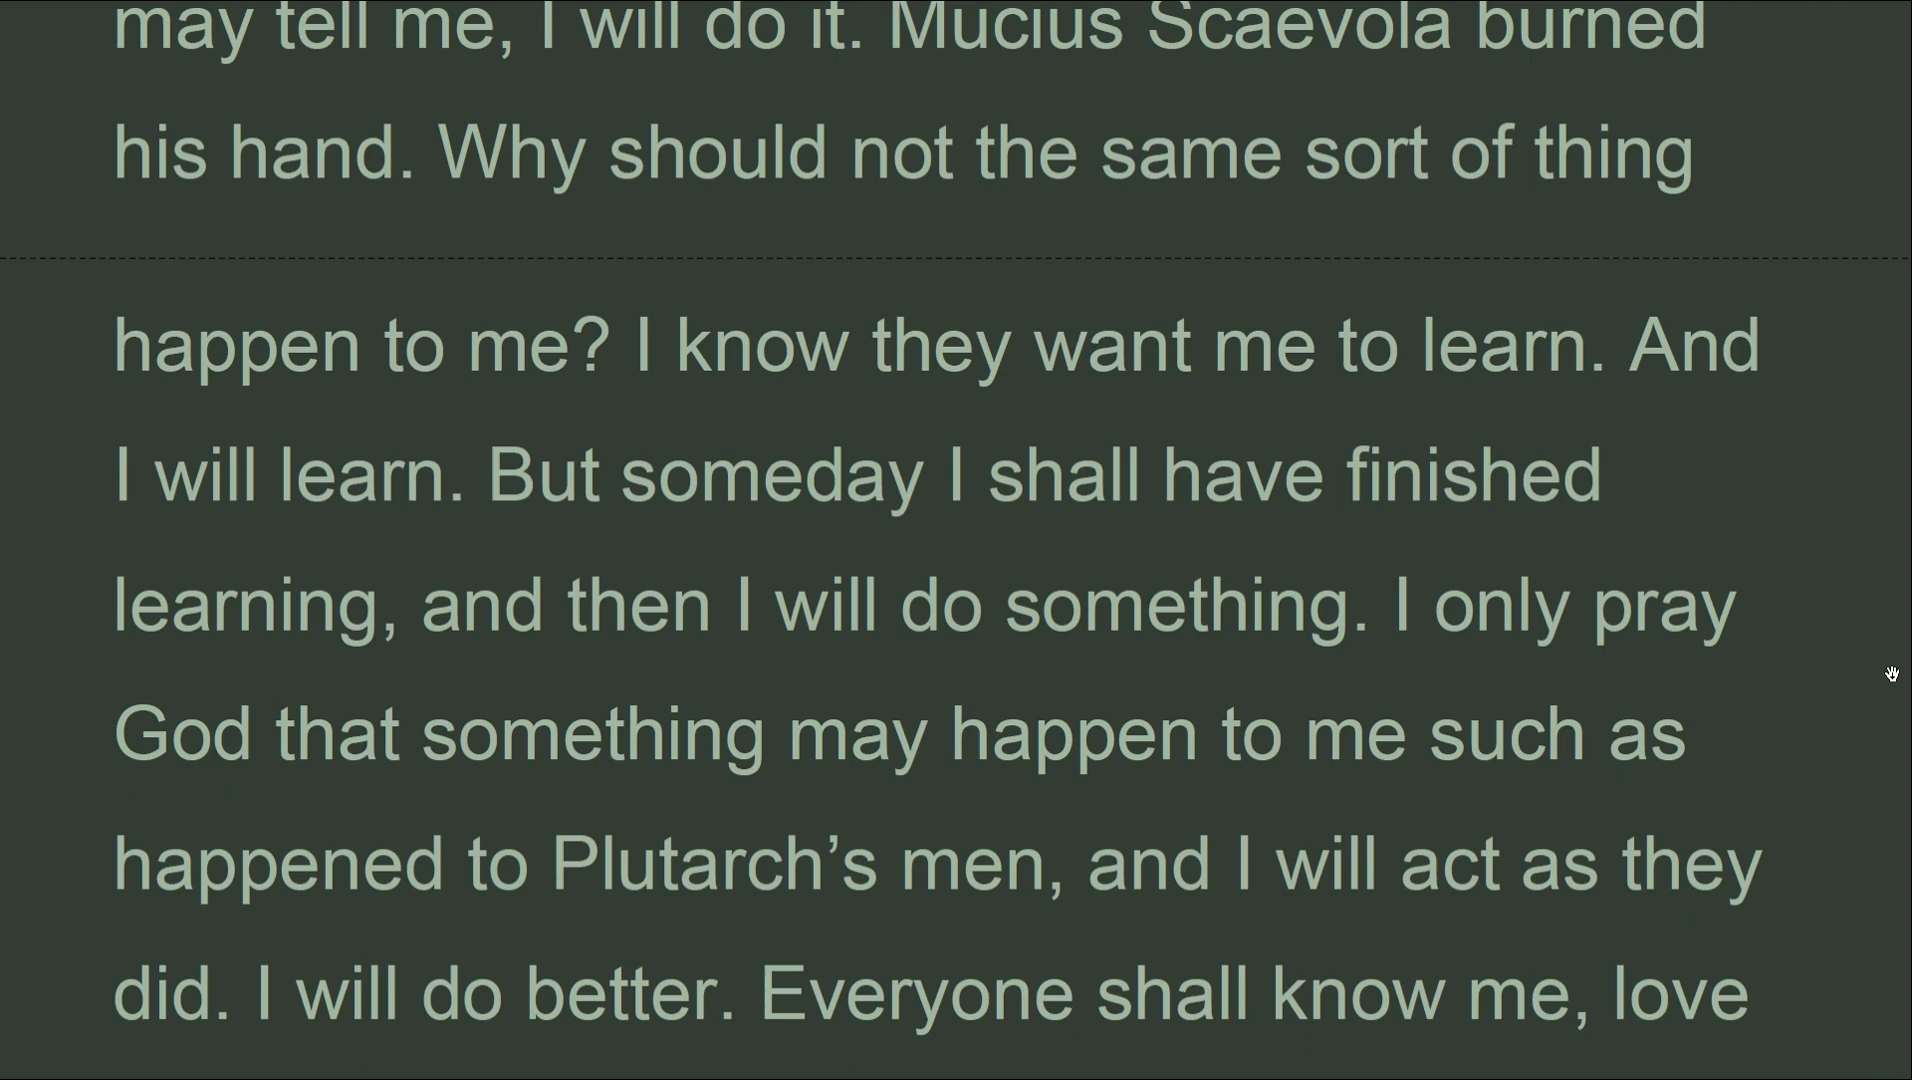 may tell me, I will do it. Mucius Scaevola burned
his hand. Why should not the same sort of thing
happen to me? I know they want me to learn. And
I will learn. But someday I shall have finished
learning, and then I will do something. I only pray
God that something may happen to me such as
happened to Plutarch’s men, and I will act as they
did. I will do better. Everyone shall know me, love